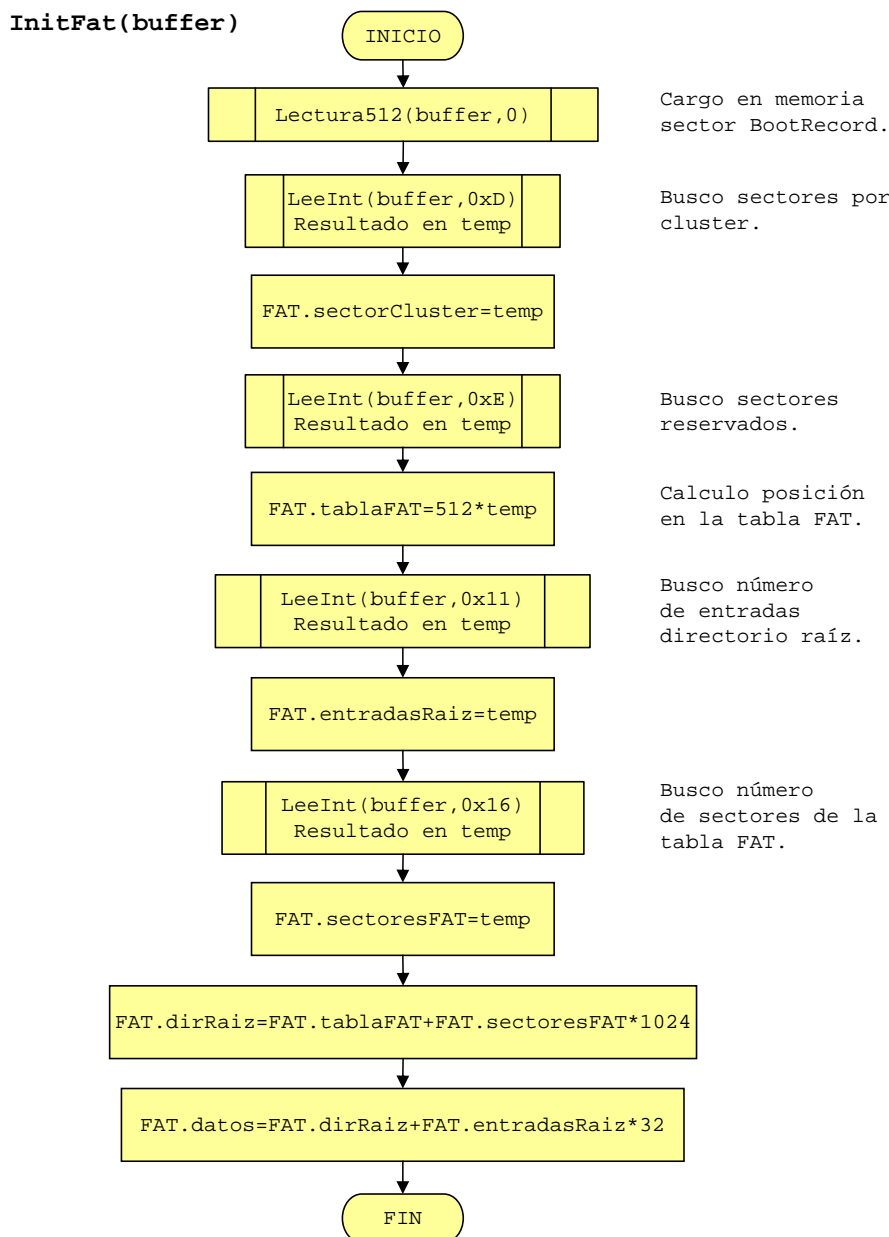 InitFat(buffer)
INICIO
Lectura512(buffer,0)
Cargo en memoria
sector BootRecord.
LeeInt(buffer,0xD)
Resultado en temp
Busco sectores por
cluster.
FAT.sectorCluster=temp
LeeInt(buffer,0xE)
Resultado en temp
Busco sectores
reservados.
FAT.tablaFAT=512*temp
Calculo posición
en la tabla FAT.
LeeInt(buffer,0x11)
Resultado en temp
Busco número
de entradas
directorio raíz.
FAT.entradasRaiz=temp
LeeInt(buffer,0x16)
Resultado en temp
Busco número
de sectores de la
tabla FAT.
FAT.sectoresFAT=temp
FAT.dirRaiz=FAT.tablaFAT+FAT.sectoresFAT*1024
FAT.datos=FAT.dirRaiz+FAT.entradasRaiz*32
FIN